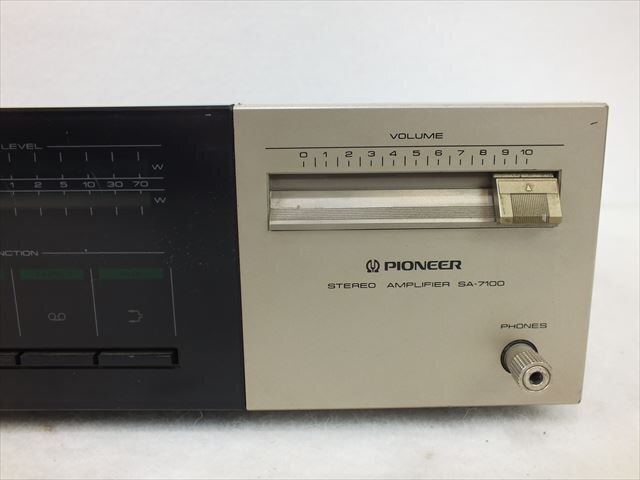 LEVEL
W
1 2 5 10 30 70
W
NCTION
VOLUME
0 1 2 3 4 5 6 7 8 9 10
PIONEER
STEREO AMPLIFIER SA-7100
PHONES